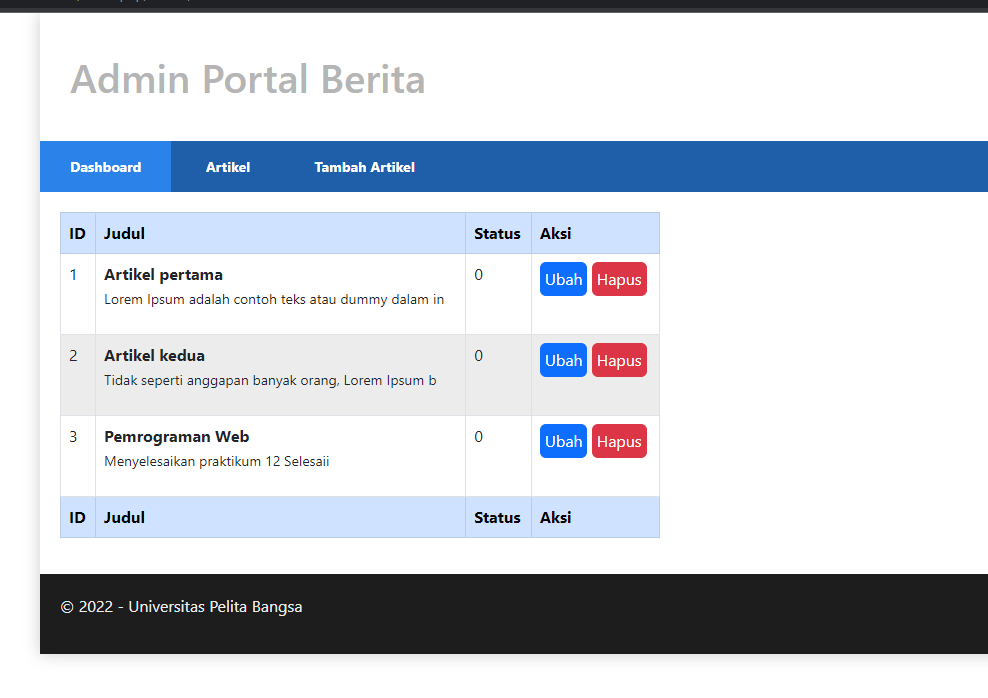 Admin Portal Berita
Dashboard Artikel Tambah Artikel
ID Judul Status Aksi
1 Artikel pertama 0 Ubah Hapus
Lorem Ipsum adalah contoh teks atau dummy dalam in
2 Artikel kedua 0 Ubah Hapus
Tidak seperti anggapan banyak orang, Lorem Ipsum b
3 Pemrograman Web 0 Ubah Hapus
Menyelesaikan praktikum 12 Selesaii
ID Judul Status Aksi
© 2022 - Universitas Pelita Bangsa